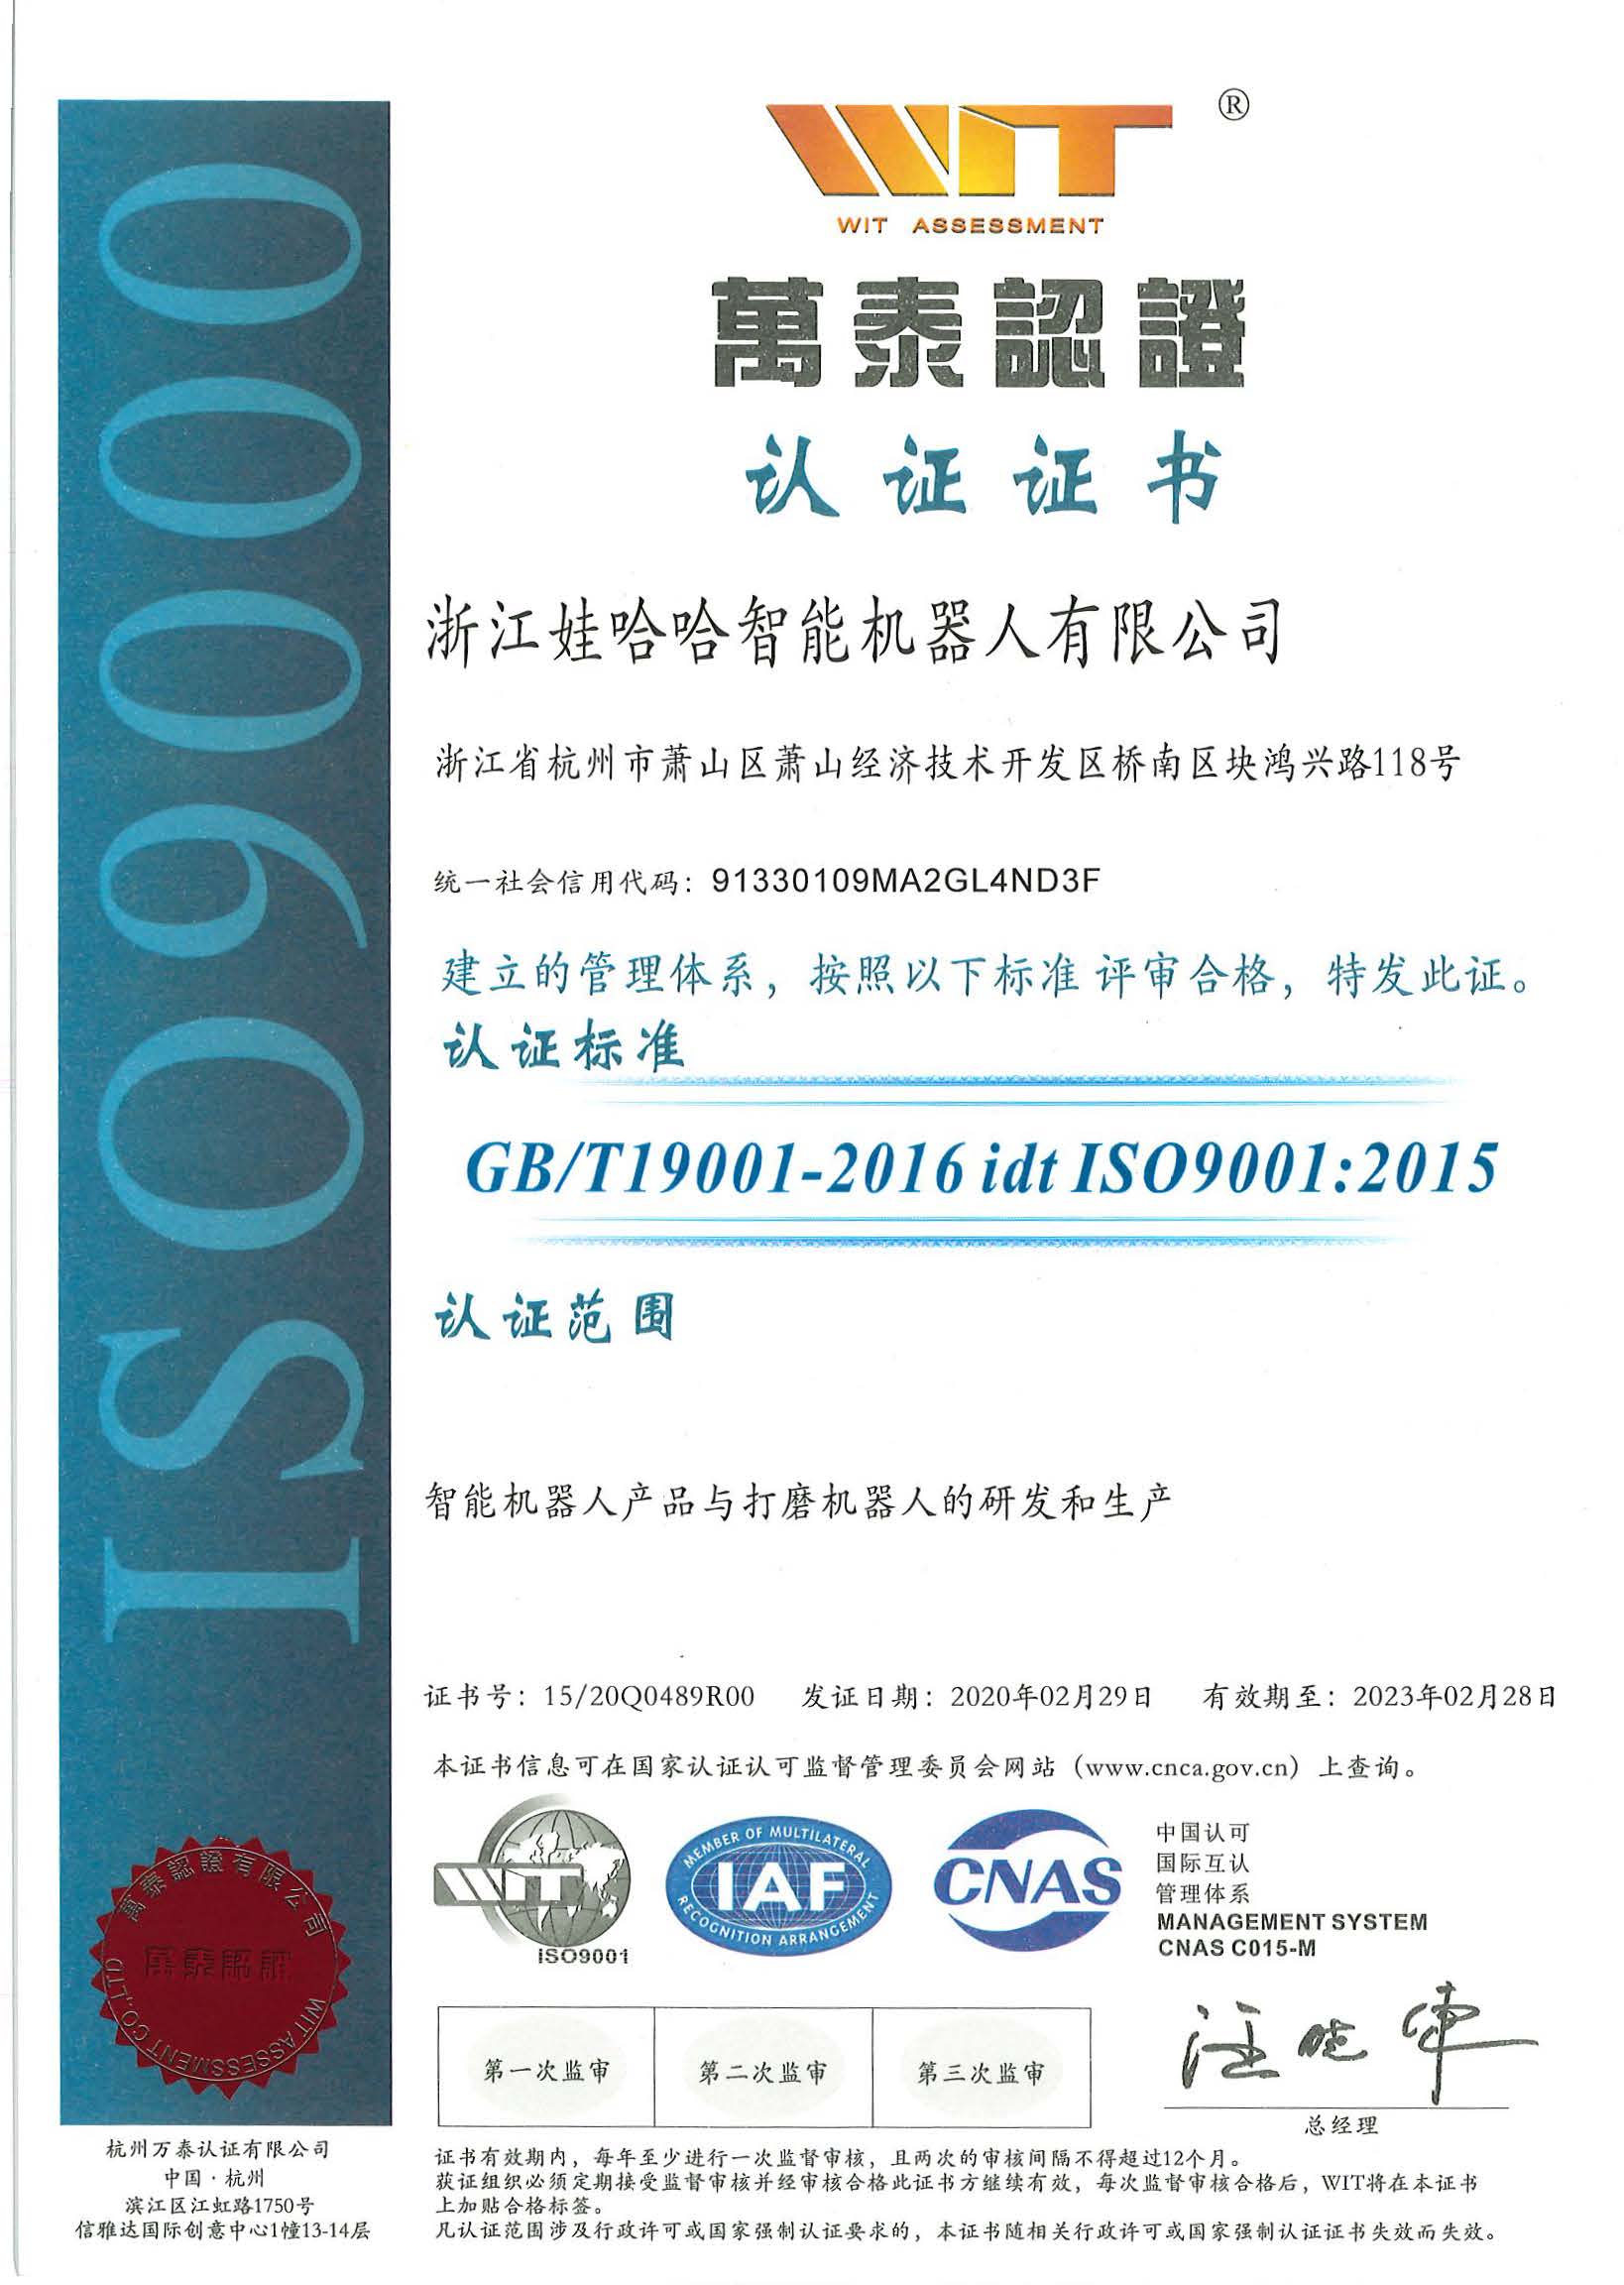 ISO9000
WIT ®
WIT ASSESSMENT
萬泰認證
认证证书
浙江娃哈哈智能机器人有限公司
浙江省杭州市萧山区萧山经济技术开发区桥南区块鸿兴路118号
统一社会信用代码：91330109MA2GL4ND3F
建立的管理体系，按照以下标准评审合格，特发此证。
认证标准
GB/T19001-2016 idt ISO9001:2015
认证范围
智能机器人产品与打磨机器人的研发和生产
证书号：15/20Q0489R00 发证日期：2020年02月29日 有效期至：2023年02月28日
本证书信息可在国家认证认可监督管理委员会网站（www.cnca.gov.cn）上查询。
WIT
ISO9001
MEMBER OF MULTILATERAL
IAF
RECOGNITION ARRANGEMENT
CNAS
中国认可
国际互认
管理体系
MANAGEMENT SYSTEM
CNAS C015-M
萬泰認證有限公司
萬泰認證
WIT ASSESSMENT CO.,LTD
第一次监审 第二次监审 第三次监审
汪晓军
总经理
杭州万泰认证有限公司
中国·杭州
滨江区江虹路1750号
信雅达国际创意中心1幢13-14层
证书有效期内，每年至少进行一次监督审核，且两次的审核间隔不得超过12个月。
获证组织必须定期接受监督审核并经审核合格此证书方继续有效，每次监督审核合格后，WIT将在本证书
上加贴合格标签。
凡认证范围涉及行政许可或国家强制认证要求的，本证书随相关行政许可或国家强制认证证书失效而失效。